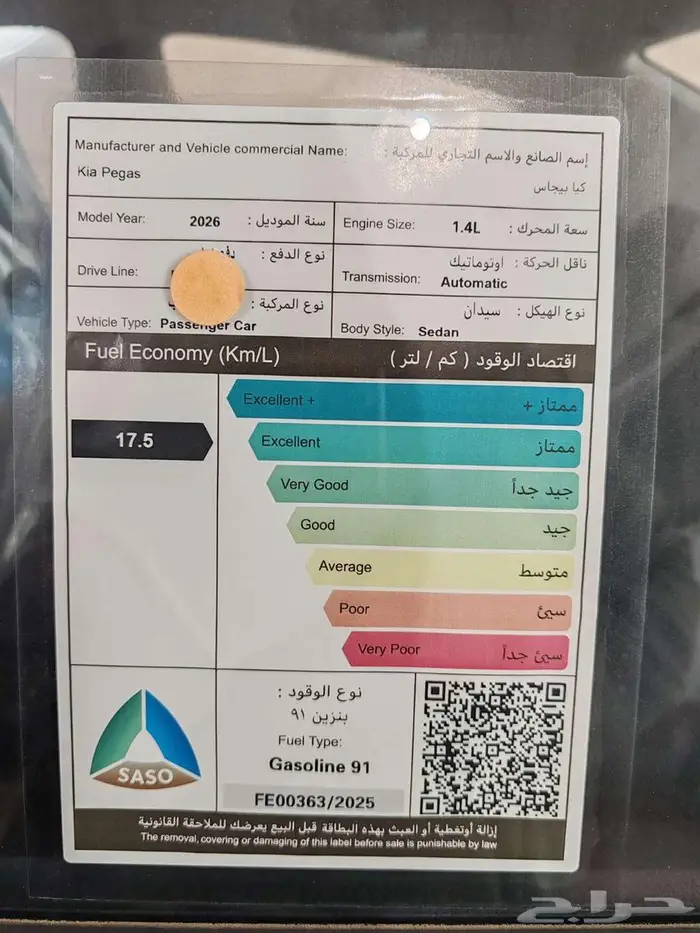 Manufacturer and Vehicle commercial Name: إسم الصانع والاسم التجاري للمركبة :
Kia Pegas كيا بيجاس
Model Year: 2026 سنة الموديل :
Engine Size: 1.4L سعة المحرك :
Drive Line: نوع الدفع :
Transmission: Automatic ناقل الحركة : اوتوماتيك
Vehicle Type: Passenger Car نوع المركبة :
Body Style: Sedan نوع الهيكل : سيدان
Fuel Economy (Km/L) اقتصاد الوقود ( كم / لتر )
Excellent + ممتاز +
17.5
Excellent ممتاز
Very Good جيد جداً
Good جيد
Average متوسط
Poor سيئ
Very Poor سيئ جداً
SASO
نوع الوقود :
بنزين ٩١
Fuel Type:
Gasoline 91
FE00363/2025
إزالة أوتغطية أو العبث بهذه البطاقة قبل البيع يعرضك للملاحقة القانونية
The removal, covering or damaging of this label before sale is punishable by law
حراج